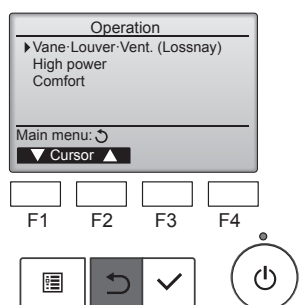 Operation
▶Vane·Louver·Vent. (Lossnay)
High power
Comfort
Main menu:
▼ Cursor ▲
F1 F2 F3 F4